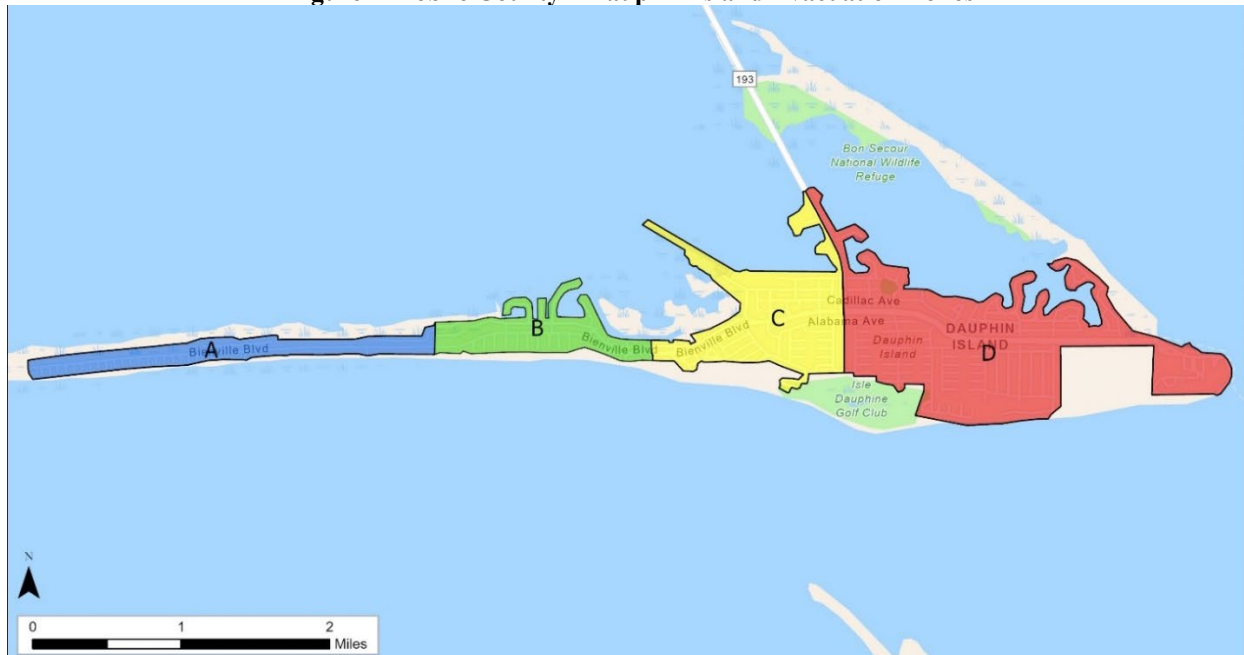 193
Bon Secour
National Wildlife
Refuge
Cadillac Ave
C
Alabama Ave
DAUPHIN
ISLAND
B
Bienville Blvd
Bienville Blvd
Dauphin
Island
D
A
Bienville Blvd
Isle
Dauphine
Golf Club
N
0 1 2
Miles